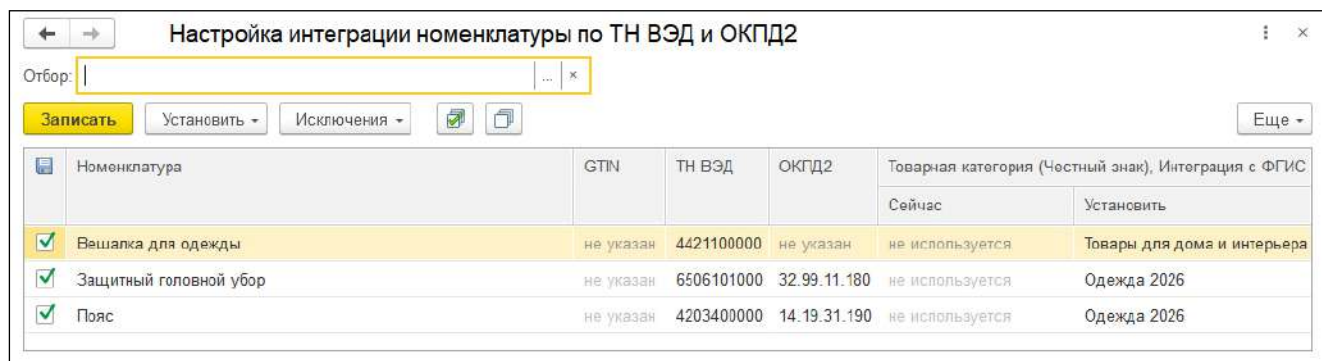 Настройка интеграции номенклатуры по ТН ВЭД и ОКПД2
Отбор:
Записать Установить Исключения Еще
Номенклатура GTIN ТН ВЭД ОКПД2 Товарная категория (Честный знак), Интеграция с ФГИС
Сейчас Установить
Вешалка для одежды не указан 4421100000 не указан не используется Товары для дома и интерьера
Защитный головной убор не указан 6506101000 32.99.11.180 не используется Одежда 2026
Пояс не указан 4203400000 14.19.31.190 не используется Одежда 2026